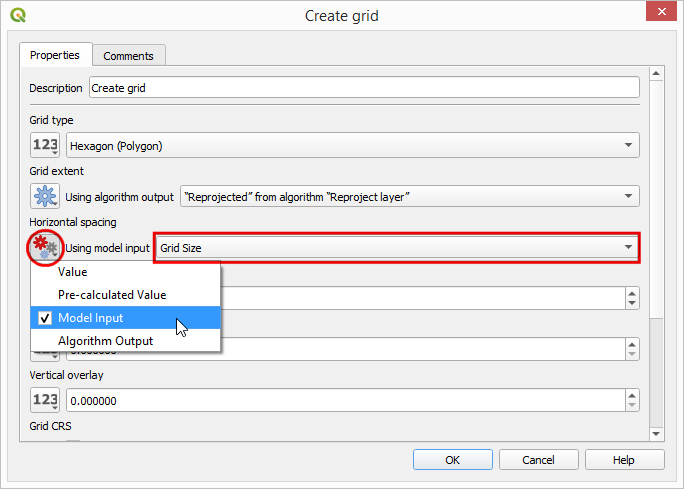 Create grid
Properties
Comments
Description Create grid
Grid type
123 Hexagon (Polygon)
Grid extent
Using algorithm output "Reprojected" from algorithm "Reproject layer"
Horizontal spacing
Using model input Grid Size
Value
Pre-calculated Value
Model Input
Algorithm Output
Vertical overlay
123 0.000000
Grid CRS
OK Cancel Help